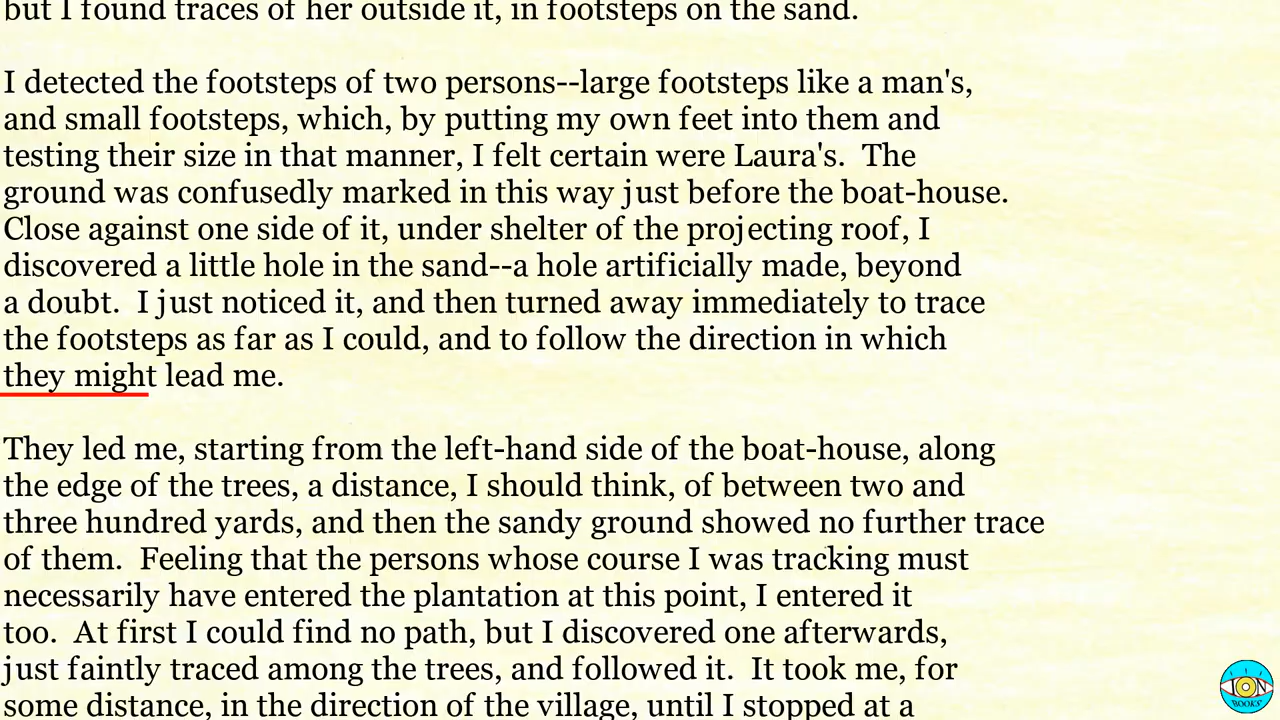 but I found traces of her outside it, in footsteps on the sand.
I detected the footsteps of two persons--large footsteps like a man's,
and small footsteps, which, by putting my own feet into them and
testing their size in that manner, I felt certain were Laura's.  The
ground was confusedly marked in this way just before the boat-house.
Close against one side of it, under shelter of the projecting roof, I
discovered a little hole in the sand--a hole artificially made, beyond
a doubt.  I just noticed it, and then turned away immediately to trace
the footsteps as far as I could, and to follow the direction in which
they might lead me.
They led me, starting from the left-hand side of the boat-house, along
the edge of the trees, a distance, I should think, of between two and
three hundred yards, and then the sandy ground showed no further trace
of them.  Feeling that the persons whose course I was tracking must
necessarily have entered the plantation at this point, I entered it
too.  At first I could find no path, but I discovered one afterwards,
just faintly traced among the trees, and followed it.  It took me, for
some distance, in the direction of the village, until I stopped at a
ION
BOOKS